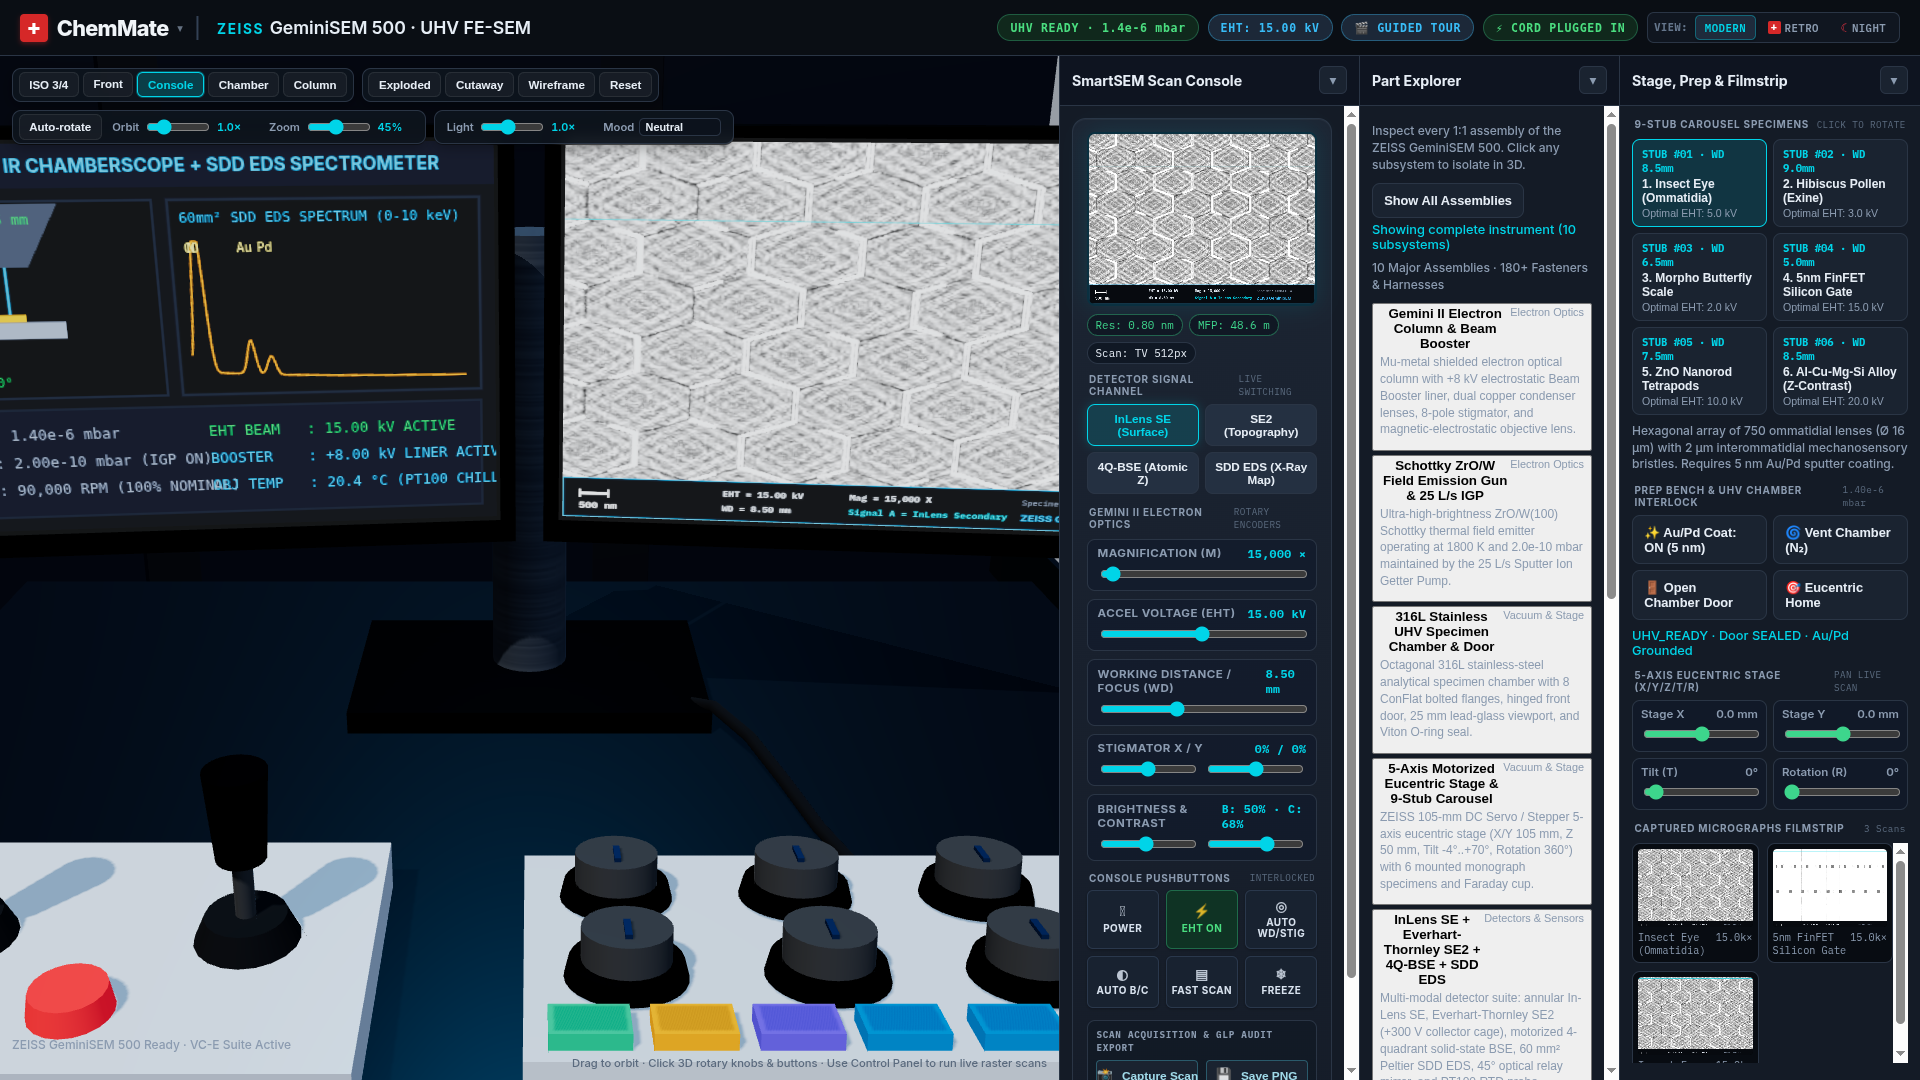 ChemMate
ZEISS GeminiSEM 500 · UHV FE-SEM
UHV READY · 1.4e-6 mbar
EHT: 15.00 kV
GUIDED TOUR
CORD PLUGGED IN
VIEW:
MODERN
RETRO
NIGHT
ISO 3/4
Front
Console
Chamber
Column
Exploded
Cutaway
Wireframe
Reset
Auto-rotate
Orbit
1.0×
Zoom
45%
Light
1.0×
Mood
Neutral
IR CHAMBERSCOPE + SDD EDS SPECTROMETER
mm
60mm² SDD EDS SPECTRUM (0-10 keV)
Au Pd
1.40e-6 mbar
: 2.00e-10 mbar (IGP ON)
: 90,000 RPM (100% NOMINAL)
EHT BEAM : 15.00 kV ACTIVE
BOOSTER : +8.00 kV LINER ACTIV
OBJ TEMP : 20.4 °C (PT100 CHILL
500 nm
EHT = 15.00 kV
WD = 8.50 mm
Mag = 15,000 X
Signal A = InLens Secondary
Specime
ZEISS G
ZEISS GeminiSEM 500 Ready · VC-E Suite Active
Drag to orbit · Click 3D rotary knobs & buttons · Use Control Panel to run live raster scans
SmartSEM Scan Console
Res: 0.80 nm
MFP: 48.6 m
Scan: TV 512px
DETECTOR SIGNAL CHANNEL
LIVE SWITCHING
InLens SE (Surface)
SE2 (Topography)
4Q-BSE (Atomic Z)
SDD EDS (X-Ray Map)
GEMINI II ELECTRON OPTICS
ROTARY ENCODERS
MAGNIFICATION (M)
15,000 ×
ACCEL VOLTAGE (EHT)
15.00 kV
WORKING DISTANCE / FOCUS (WD)
8.50 mm
STIGMATOR X / Y
0% / 0%
BRIGHTNESS & CONTRAST
B: 50% · C: 68%
CONSOLE PUSHBUTTONS
INTERLOCKED
POWER
EHT ON
AUTO WD/STIG
AUTO B/C
FAST SCAN
FREEZE
SCAN ACQUISITION & GLP AUDIT EXPORT
Capture Scan
Save PNG
Part Explorer
Inspect every 1:1 assembly of the
ZEISS GeminiSEM 500. Click any
subsystem to isolate in 3D.
Show All Assemblies
Showing complete instrument (10
subsystems)
10 Major Assemblies · 180+ Fasteners
& Harnesses
Gemini II Electron Column & Beam Booster
Electron Optics
Mu-metal shielded electron optical
column with +8 kV electrostatic Beam
Booster liner, dual copper condenser
lenses, 8-pole stigmator, and
magnetic-electrostatic objective lens.
Schottky ZrO/W Field Emission Gun & 25 L/s IGP
Electron Optics
Ultra-high-brightness ZrO/W(100)
Schottky thermal field emitter
operating at 1800 K and 2.0e-10 mbar
maintained by the 25 L/s Sputter Ion
Getter Pump.
316L Stainless UHV Specimen Chamber & Door
Vacuum & Stage
Octagonal 316L stainless-steel
analytical specimen chamber with 8
ConFlat bolted flanges, hinged front
door, 25 mm lead-glass viewport, and
Viton O-ring seal.
5-Axis Motorized Eucentric Stage & 9-Stub Carousel
Vacuum & Stage
ZEISS 105-mm DC Servo / Stepper 5-
axis eucentric stage (X/Y 105 mm, Z
50 mm, Tilt -4°..+70°, Rotation 360°)
with 6 mounted monograph
specimens and Faraday cup.
InLens SE + Everhart-Thornley SE2 + 4Q-BSE + SDD EDS
Detectors & Sensors
Multi-modal detector suite: annular In-
Lens SE, Everhart-Thornley SE2
(+300 V collector cage), motorized 4-
quadrant solid-state BSE, 60 mm²
Peltier SDD EDS, 45° optical relay
Stage, Prep & Filmstrip
9-STUB CAROUSEL SPECIMENS
CLICK TO ROTATE
STUB #01 · WD 8.5mm
1. Insect Eye (Ommatidia)
Optimal EHT: 5.0 kV
STUB #02 · WD 9.0mm
2. Hibiscus Pollen (Exine)
Optimal EHT: 3.0 kV
STUB #03 · WD 6.5mm
3. Morpho Butterfly Scale
Optimal EHT: 2.0 kV
STUB #04 · WD 5.0mm
4. 5nm FinFET Silicon Gate
Optimal EHT: 15.0 kV
STUB #05 · WD 7.5mm
5. ZnO Nanorod Tetrapods
Optimal EHT: 10.0 kV
STUB #06 · WD 8.5mm
6. Al-Cu-Mg-Si Alloy (Z-Contrast)
Optimal EHT: 20.0 kV
Hexagonal array of 750 ommatidial lenses (Ø 16
μm) with 2 μm interommatidial mechanosensory
bristles. Requires 5 nm Au/Pd sputter coating.
PREP BENCH & UHV CHAMBER INTERLOCK
1.40e-6 mbar
Au/Pd Coat: ON (5 nm)
Vent Chamber (N₂)
Open Chamber Door
Eucentric Home
UHV_READY · Door SEALED · Au/Pd
Grounded
5-AXIS EUCENTRIC STAGE (X/Y/Z/T/R)
PAN LIVE SCAN
Stage X
0.0 mm
Stage Y
0.0 mm
Tilt (T)
0°
Rotation (R)
0°
CAPTURED MICROGRAPHS FILMSTRIP
3 Scans
Insect Eye (Ommatidia)
15.0k×
5nm FinFET Silicon Gate
15.0k×